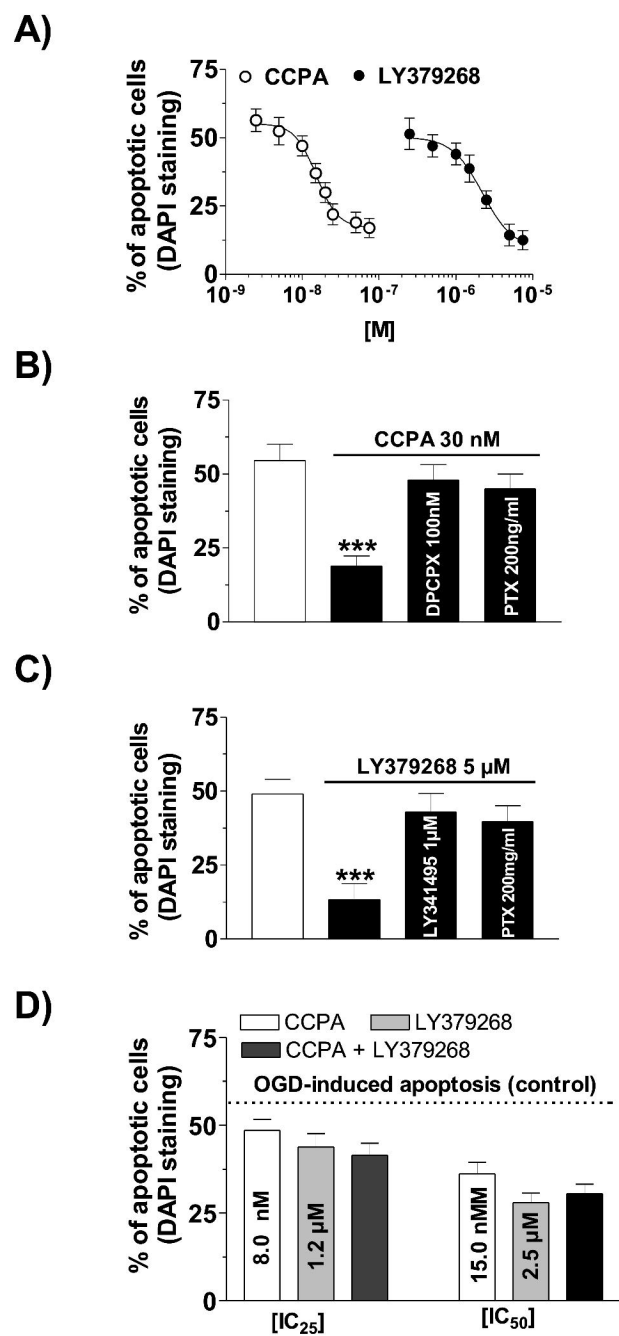 A)
CCPA LY379268
% of apoptotic cells
(DAPI staining)
75
50
25
0
10-9 10-8 10-7 10-6 10-5
[M]
B)
% of apoptotic cells
(DAPI staining)
75
50
25
0
CCPA 30 nM
***
DPCPX 100nM
PTX 200ng/ml
C)
% of apoptotic cells
(DAPI staining)
75
50
25
0
LY379268 5 µM
***
LY341495 1µM
PTX 200mg/ml
D)
CCPA LY379268
CCPA + LY379268
OGD-induced apoptosis (control)
% of apoptotic cells
(DAPI staining)
75
50
25
0
8.0 nM
1.2 µM
15.0 nMM
2.5 µM
[IC25] [IC50]